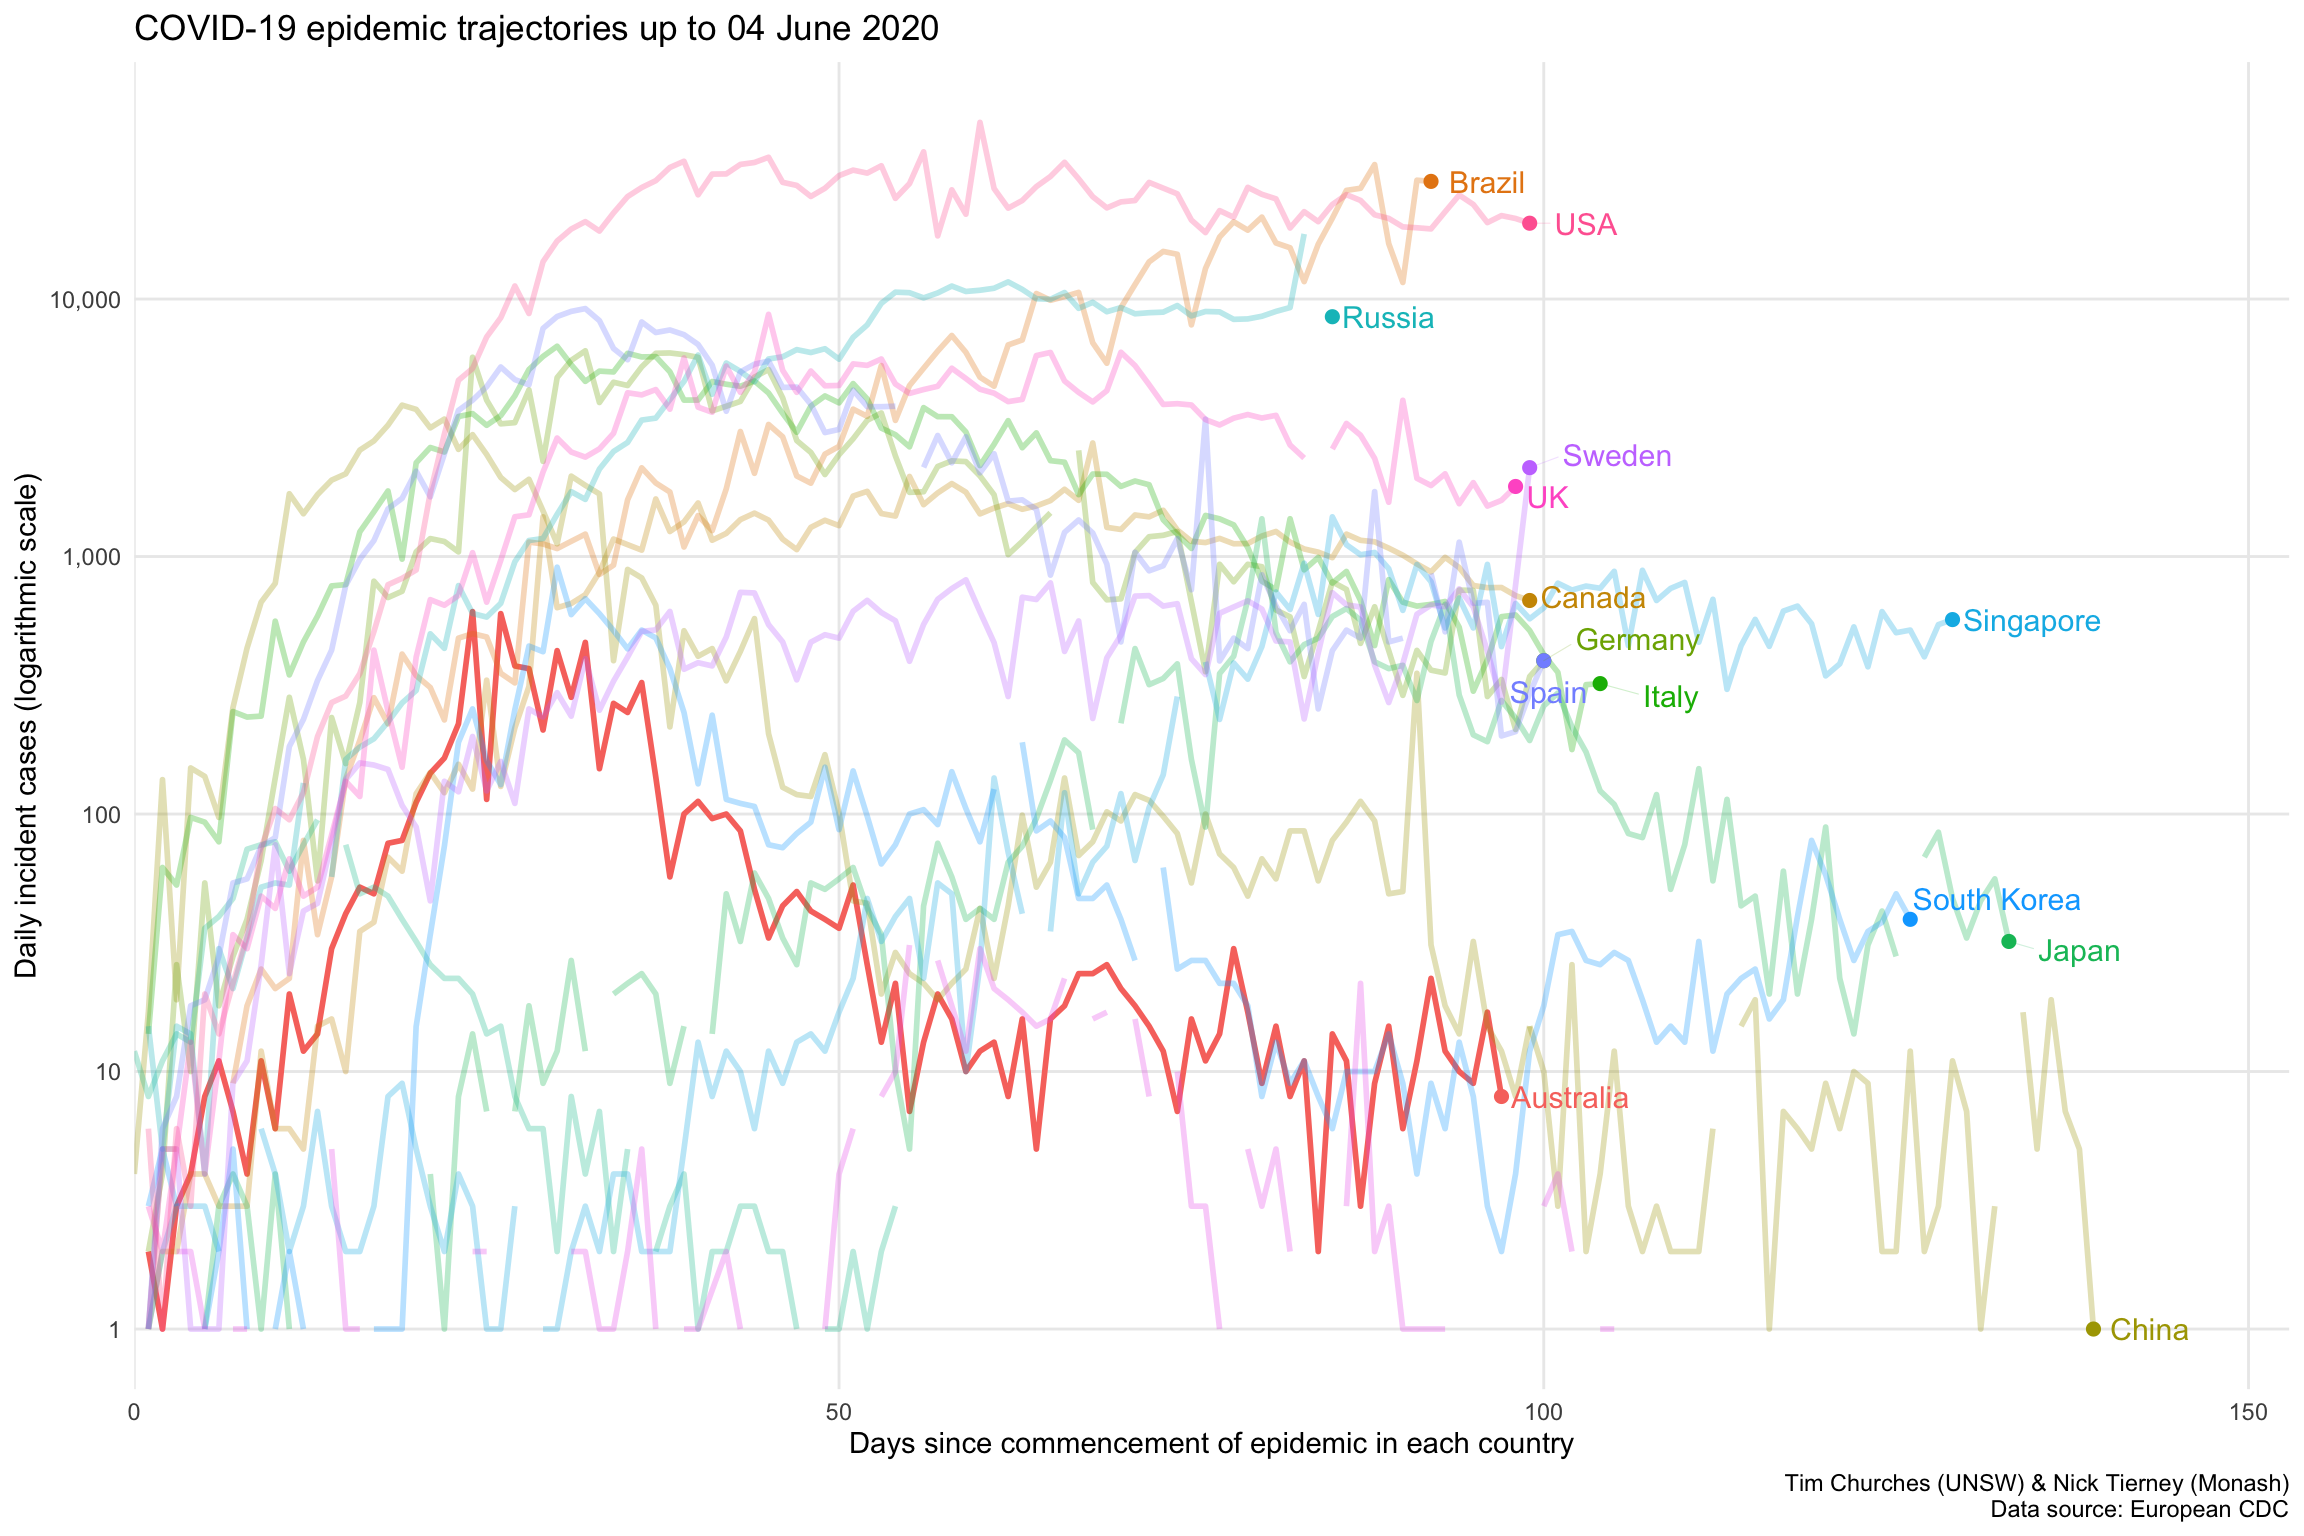 COVID-19 epidemic trajectories up to 04 June 2020
Daily incident cases (logarithmic scale)
10,000
1,000
100
10
1
Brazil
USA
Russia
Sweden
UK
Canada
Singapore
Germany
Spain
Italy
South Korea
Japan
Australia
China
0
50
100
150
Days since commencement of epidemic in each country
Tim Churches (UNSW) & Nick Tierney (Monash)
Data source: European CDC